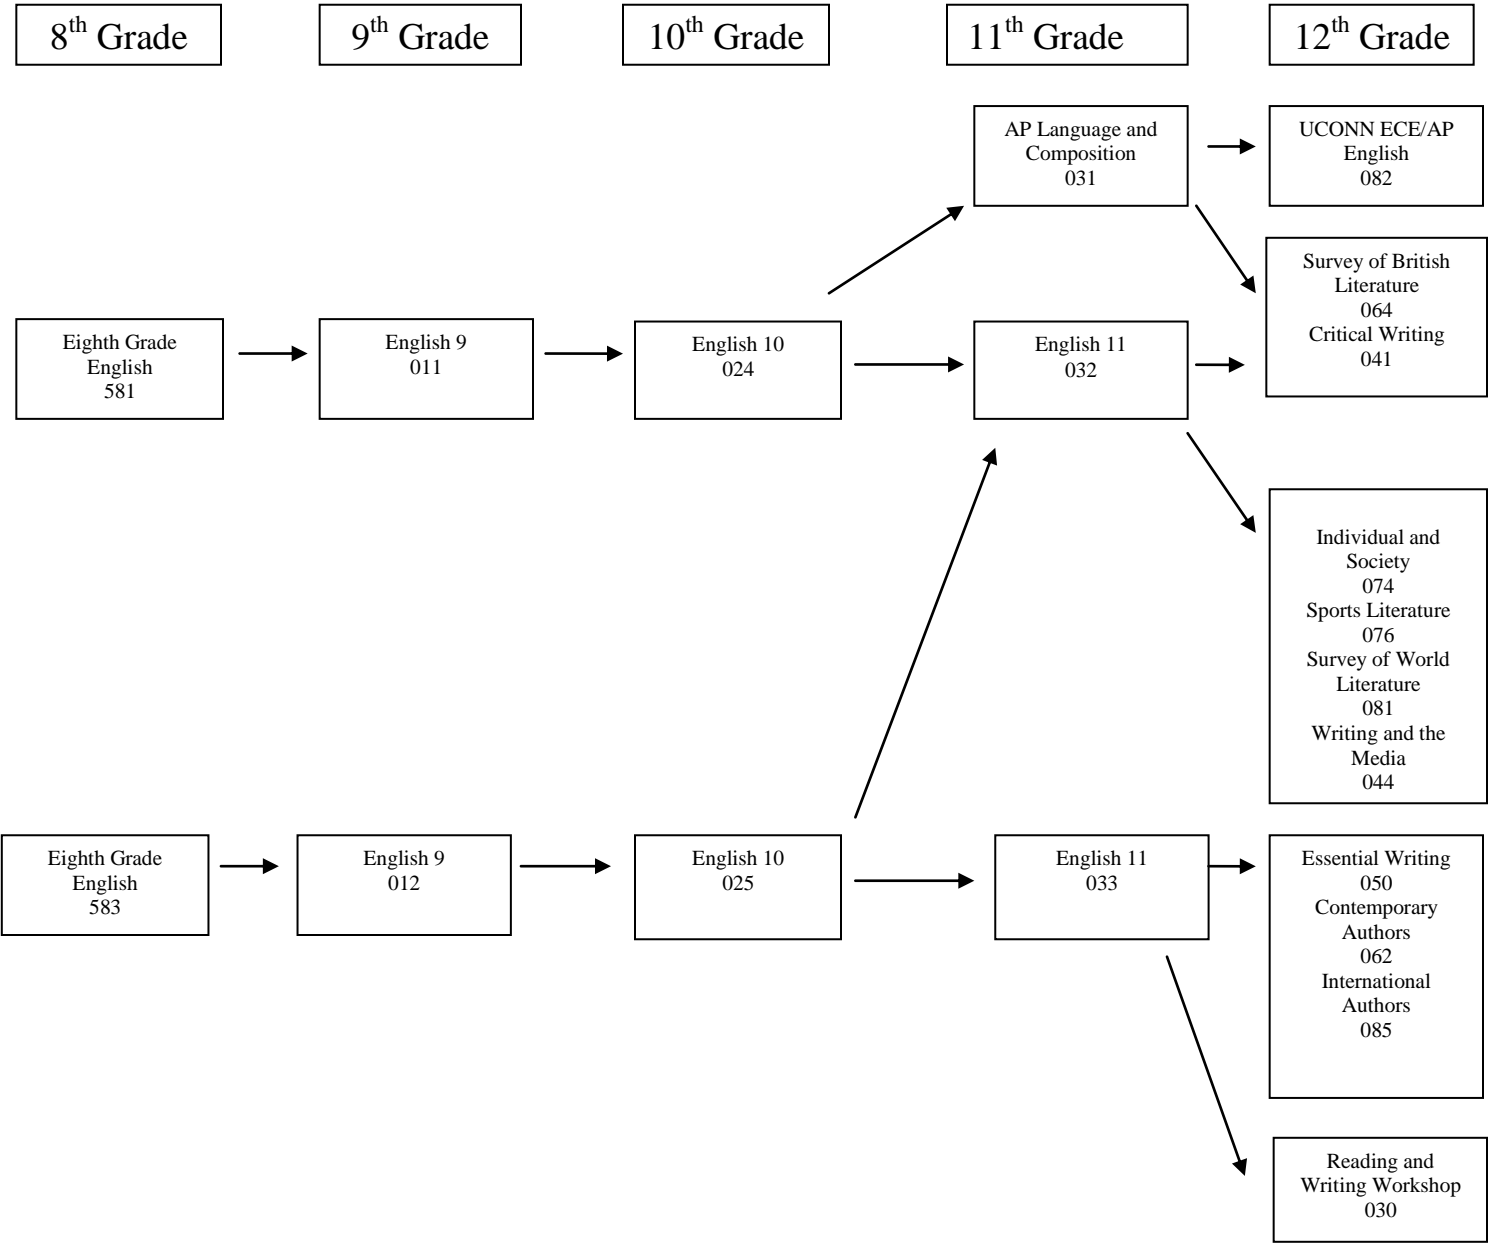 8th Grade
9th Grade
10th Grade
11th Grade
12th Grade
AP Language and
Composition
031
UCONN ECE/AP
English
082
Survey of British
Literature
064
Critical Writing
041
Eighth Grade
English
581
English 9
011
English 10
024
English 11
032
Individual and
Society
074
Sports Literature
076
Survey of World
Literature
081
Writing and the
Media
044
Eighth Grade
English
583
English 9
012
English 10
025
English 11
033
Essential Writing
050
Contemporary
Authors
062
International
Authors
085
Reading and
Writing Workshop
030